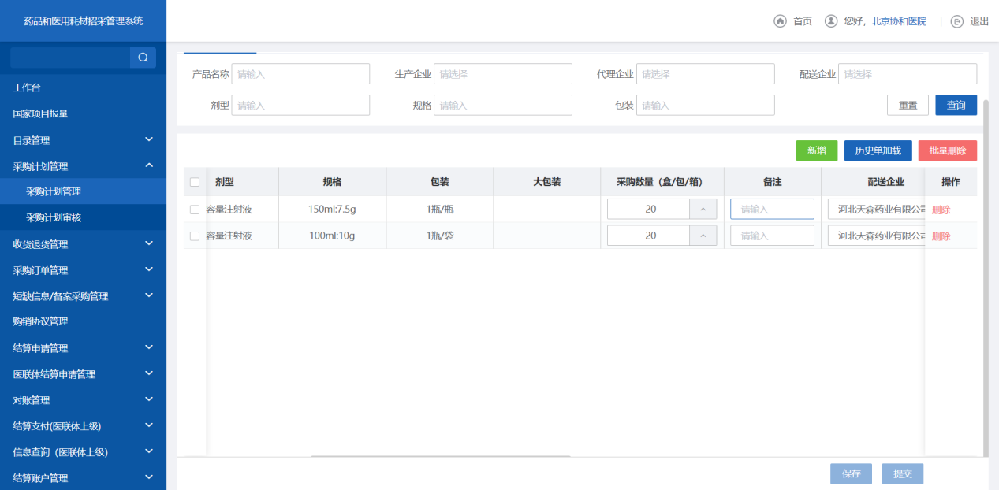 药品和医用耗材招采管理系统
首页 您好，北京协和医院 退出
工作台
国家项目报量
目录管理
采购计划管理
采购计划管理
采购计划审核
收货退货管理
采购订单管理
短缺信息/备案采购管理
购销协议管理
结算申请管理
医联体结算申请管理
对账管理
结算支付(医联体上级)
信息查询（医联体上级）
结算账户管理
产品名称 请输入 生产企业 请选择 代理企业 请选择 配送企业 请选择
剂型 请输入 规格 请输入 包装 请输入 重置 查询
新增 历史单加载 批量删除
剂型 规格 包装 大包装 采购数量（盒/包/箱） 备注 配送企业 操作
容量注射液 150ml:7.5g 1瓶/瓶 20 请输入 河北天森药业有限公司 删除
容量注射液 100ml:10g 1瓶/袋 20 请输入 河北天森药业有限公司 删除
保存 提交